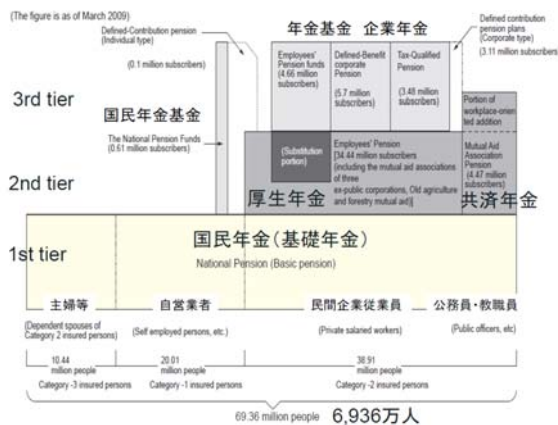 (The figure is as of March 2009)
Defined-Contribution pension
(Individual type)
(0.1 million subscribers)
年金基金 企業年金
Defined contribution
pension plans
(Corporate type)
(3.11 million subscribers)
Employees'
Pension funds
(4.66 million
subscribers)
Defined-Benefit
corporate
Pension
(5.7 million
subscribers)
Tax-Qualified
Pension
(3.48 million
subscribers)
3rd tier
国民年金基金
The National Pension Funds
(0.61 million subscribers)
Portion of
workplace-orien
ted addition
2nd tier
(Substitution
portion)
Employees' Pension
[34.44 million subscribers
(including the mutual aid associations of
three
ex-public corporations, Old agriculture
and forestry mutual aid)]
Mutual Aid
Association
Pension
(4.47 million
subscribers)
厚生年金
共済年金
1st tier
国民年金(基礎年金)
National Pension (Basic pension)
主婦等
自営業者
民間企業従業員
公務員・教職員
(Dependent spouses of
Category 2 insured persons)
(Self employed persons, etc.)
(Private salaried workers)
(Public officers, etc)
10.44
million people
20.01
million people
38.91
million people
Category -3 insured persons
Category -1 insured persons
Category -2 insured persons
69.36 million people 6,936万人